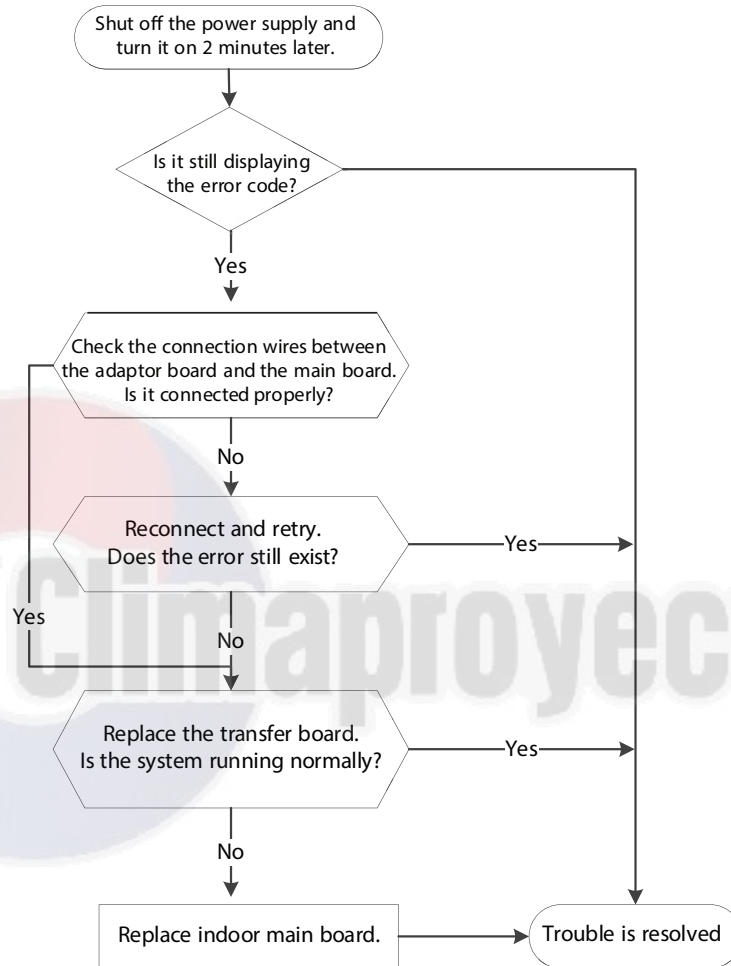 Shut off the power supply and
turn it on 2 minutes later.
Is it still displaying
the error code?
Yes
Check the connection wires between
the adaptor board and the main board.
Is it connected properly?
No
Reconnect and retry.
Does the error still exist?
Yes
Yes
No
Replace the transfer board.
Is the system running normally?
Yes
No
Replace indoor main board.
Trouble is resolved
Climaproyec